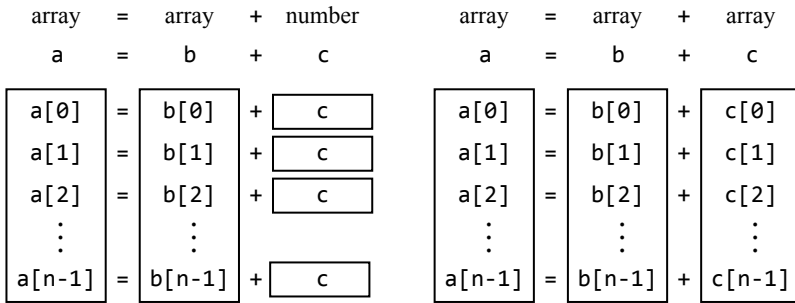 array = array + number
a = b + c
a[0] = b[0] + c
a[1] = b[1] + c
a[2] = b[2] + c
⋮ ⋮
a[n-1] = b[n-1] + c
array = array + array
a = b + c
a[0] = b[0] + c[0]
a[1] = b[1] + c[1]
a[2] = b[2] + c[2]
⋮ ⋮ ⋮
a[n-1] = b[n-1] + c[n-1]